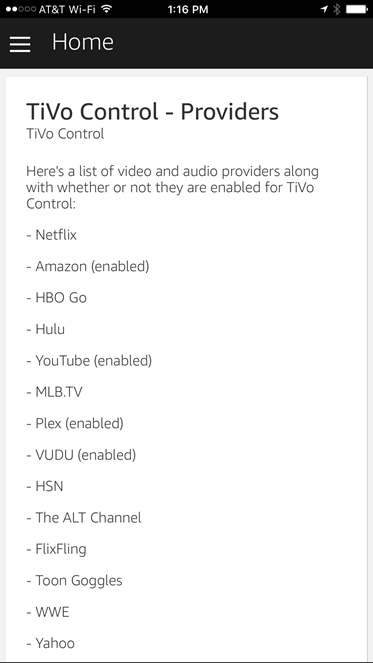 AT&T Wi-Fi 1:16 PM
Home
TiVo Control - Providers
TiVo Control
Here's a list of video and audio providers along
with whether or not they are enabled for TiVo
Control:
- Netflix
- Amazon (enabled)
- HBO Go
- Hulu
- YouTube (enabled)
- MLB.TV
- Plex (enabled)
- VUDU (enabled)
- HSN
- The ALT Channel
- FlixFling
- Toon Goggles
- WWE
- Yahoo